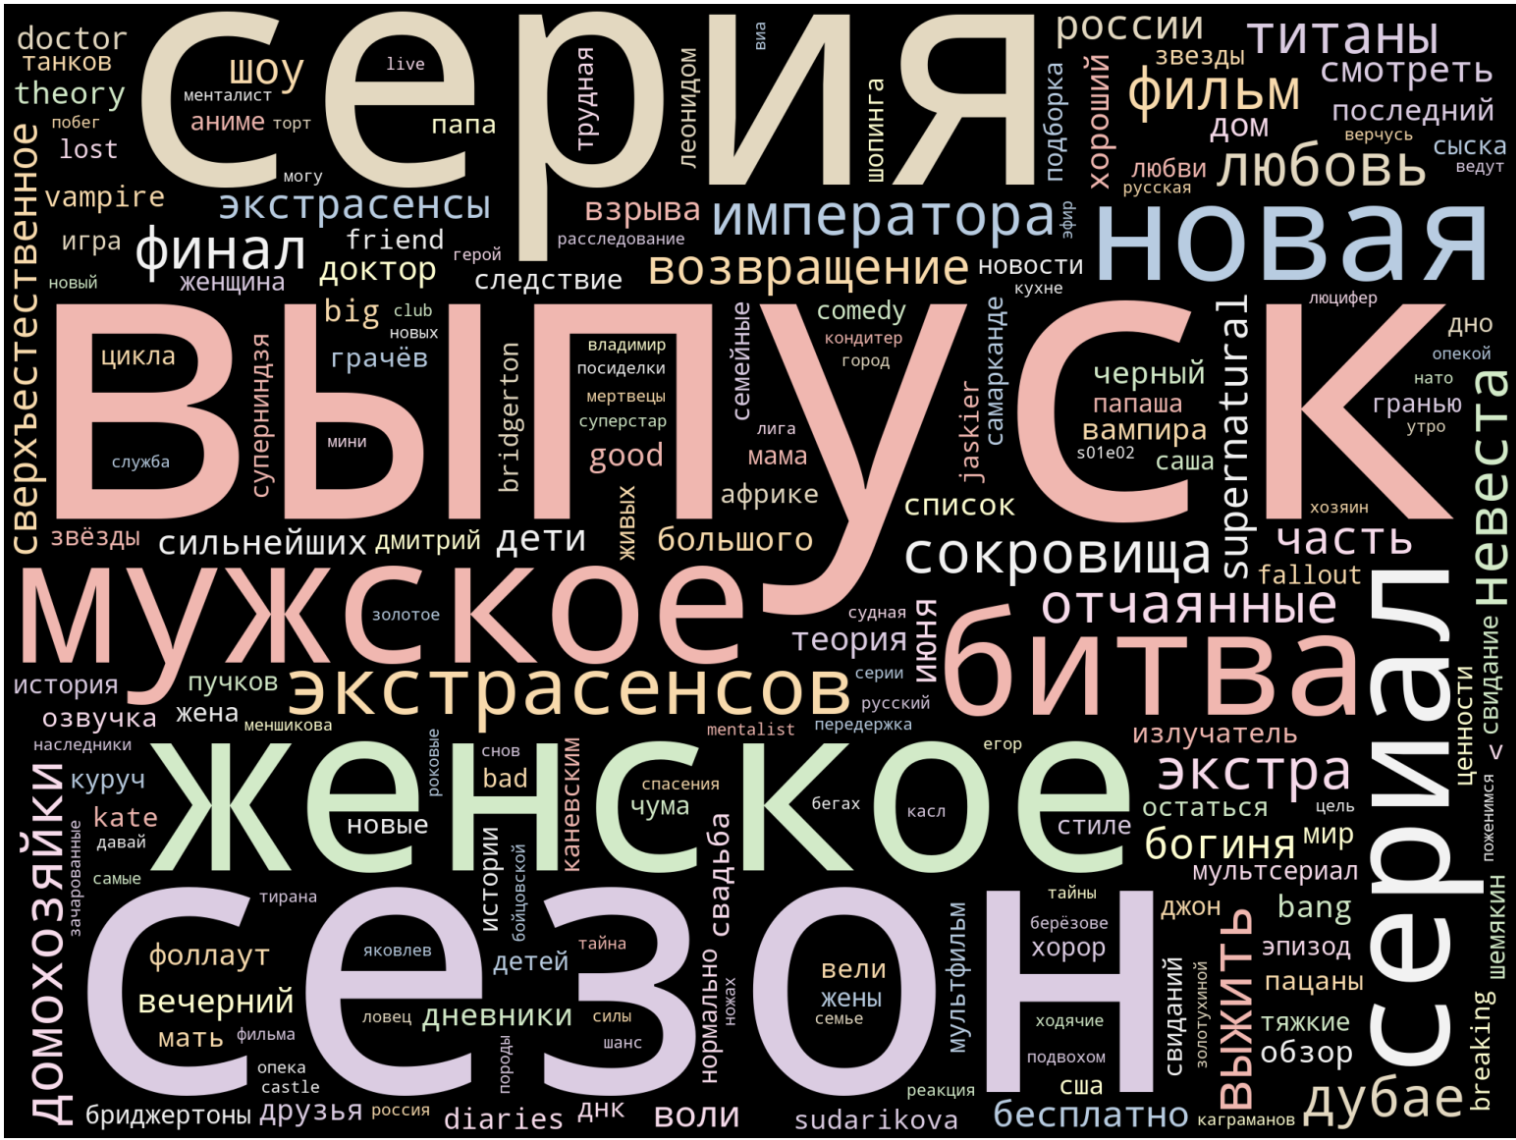 doctor
танков
theory
побег
lost
vampire
игра
новый
сверхъестественное
серия
шоу
live
менталист
аниме
торт
папа
могу
трудная
леонидом
виа
шопинга
подборка
россии
титаны
звезды
смотреть
хороший
фильм
последний
дом
верчусь
сыска
любви
любовь
ведут
русская
экстрасенсы
взрыва
императора
эфир
новая
финал
friend
герой
расследование
женщина
доктор
следствие
возвращение
новости
кухне
люцифер
выпуск
big
club
новых
грачёв
цикла
суперниндзя
служба
мини
bridgerton
владимир
посиделки
мертвецы
суперстар
good
живых
семейные
comedy
кондитер
город
лига
мама
африке
jaskier
самарканде
черный
папаша
вампира
s01e02
саша
список
supernatural
дно
опекой
нато
гранью
утро
невеста
хозяин
звёзды
сильнейших
дмитрий
дети
большого
сокровища
часть
fallout
мужское
золотое
судная
теория
июня
отчаянные
битва
сериал
свидание
ценности
<
история
пучков
экстрасенсов
серии
русский
озвучка
жена
меншикова
mentalist
передержка
излучатель
наследники
женское
роковые
снов
bad
каневским
спасения
чума
бегах
касл
егор
стиле
экстра
остаться
цель
поженимся
богиня
мир
мультсериал
домохозяйки
куруч
kate
давай
зачарованные
самые
новые
истории
бойцовской
свадьба
сезон
тирана
фоллаут
яковлев
тайна
детей
вечерний
ловец
дневники
силы
мать
фильма
шанс
опека
castle
породы
нормально
ножах
вели
жены
семье
мультфильм
тайны
берёзове
хорор
ходячие
подвохом
сша
свиданий
золотухиной
джон
выжить
bang
эпизод
пацаны
тяжкие
обзор
шемякин
breaking
реакция
бриджертоны
друзья
россия
diaries
днк
воли
sudarikova
бесплатно
каграманов
дубае